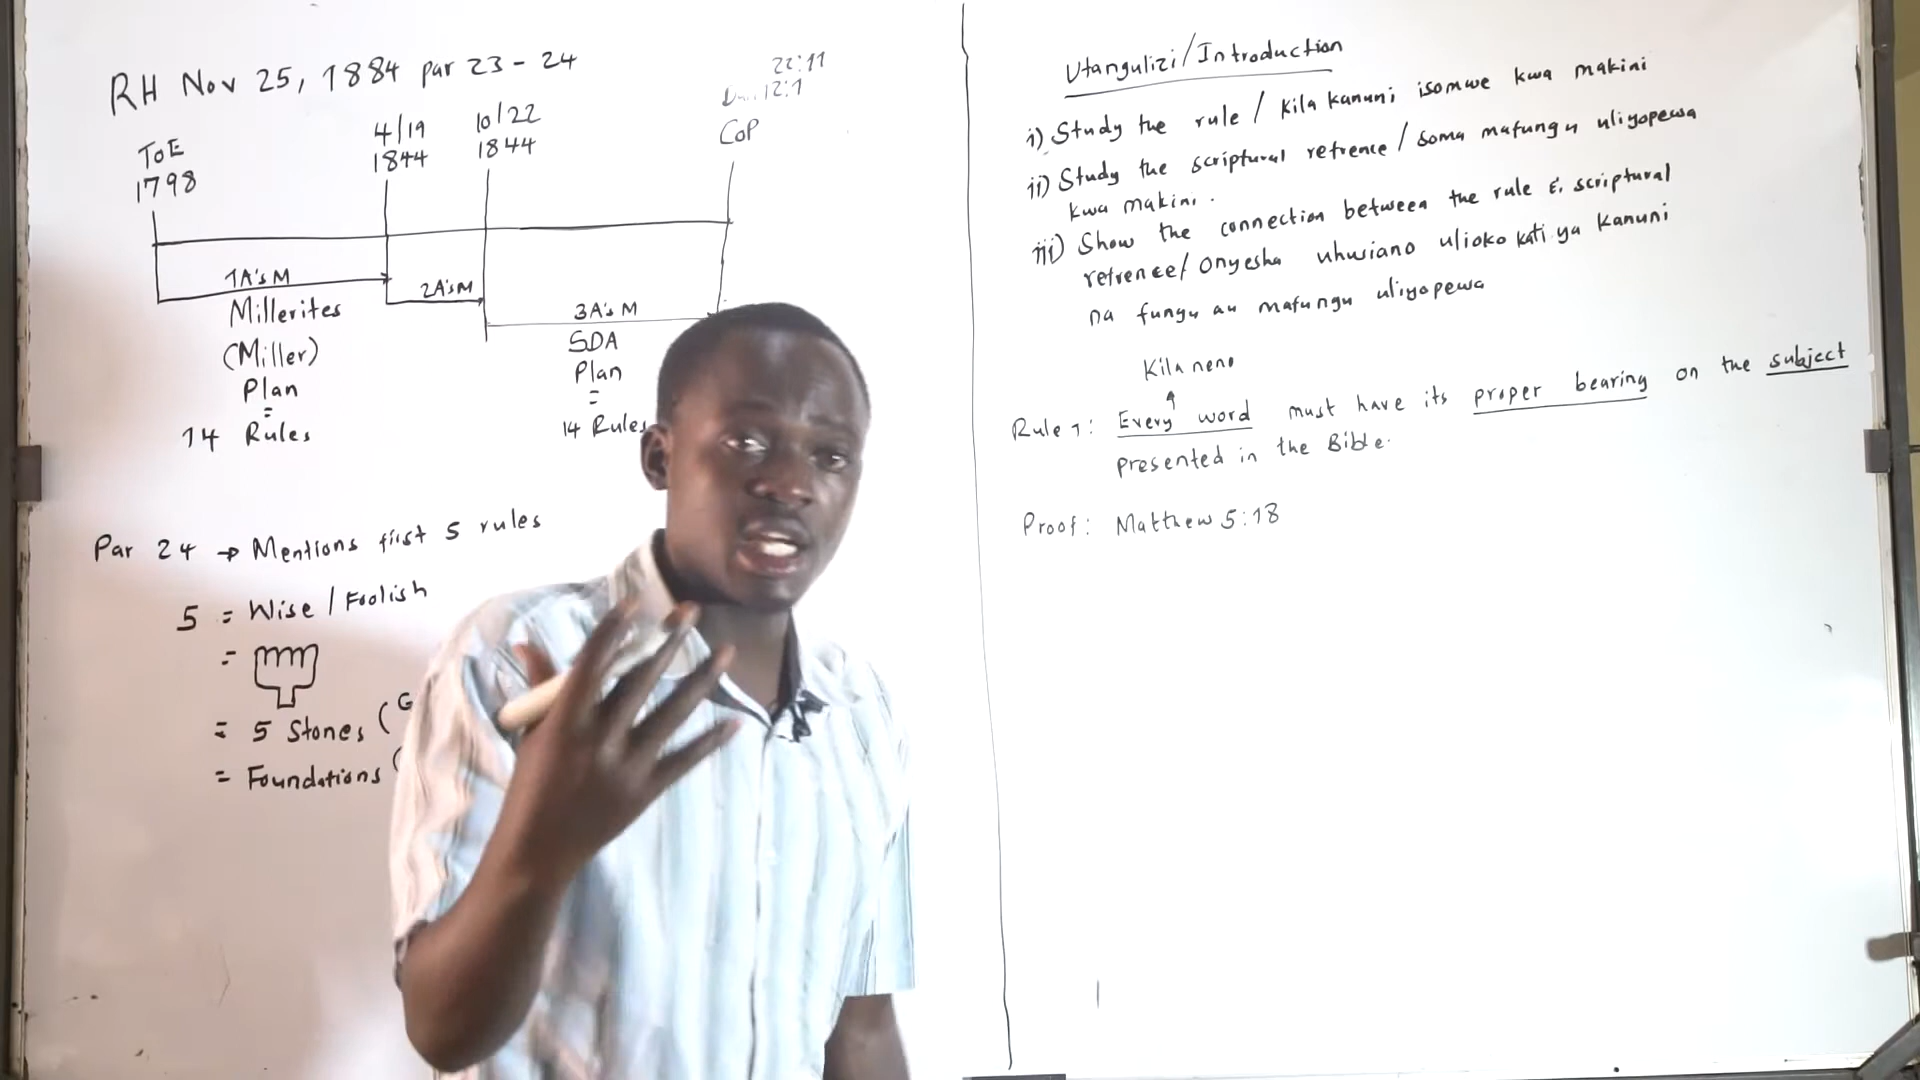 RH Nov 25, 1884 par 23 - 24
22:11
12:1
CoP
ToE
1798
4/19
1844
10/22
1844
1A's M
2A's M
3A's M
Millerites
(Miller)
Plan
=
14 Rules
SDA
Plan
=
14 Rules
Par 24 → Mentions first 5 rules
5 = Wise / Foolish
=
= 5 Stones (G
= Foundations (
Utangulizi/Introduction
i) Study the rule / Kila kanuni isomwe kwa makini
ii) Study the scriptural refrence / Soma mafungu uliyopewa
kwa makini.
iii) Show the connection between the rule & scriptural
refrence/ Onyesha uhusiano ulioko kati ya kanuni
na fungu au mafungu uliyopewa
Kila neno
Rule 1: Every word must have its proper bearing on the subject
presented in the Bible.
Proof: Matthew 5:18